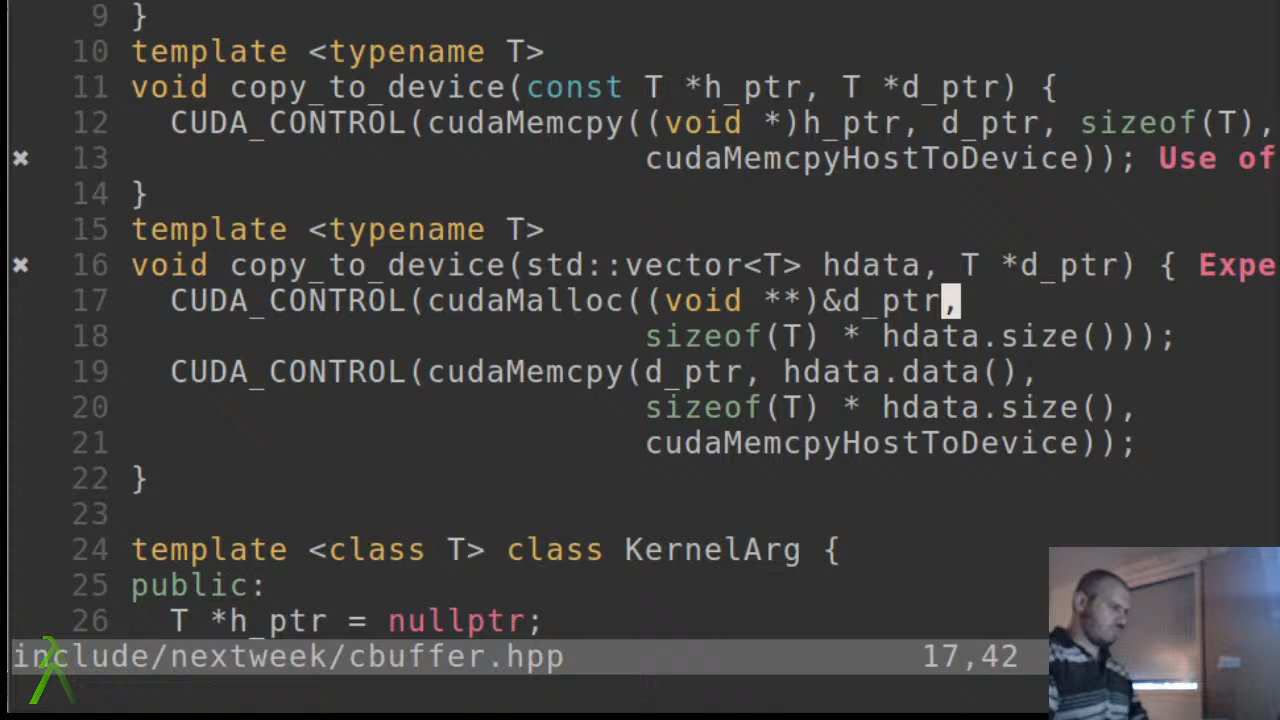 9 }
10 template <typename T>
11 void copy_to_device(const T *h_ptr, T *d_ptr) {
12   CUDA_CONTROL(cudaMemcpy((void *)h_ptr, d_ptr, sizeof(T),
✖ 13                           cudaMemcpyHostToDevice)); Use of
14 }
15 template <typename T>
✖ 16 void copy_to_device(std::vector<T> hdata, T *d_ptr) { Expe
17   CUDA_CONTROL(cudaMalloc((void **)&d_ptr,
18                           sizeof(T) * hdata.size()));
19   CUDA_CONTROL(cudaMemcpy(d_ptr, hdata.data(),
20                           sizeof(T) * hdata.size(),
21                           cudaMemcpyHostToDevice));
22 }
23
24 template <class T> class KernelArg {
25 public:
26   T *h_ptr = nullptr;
include/nextweek/cbuffer.hpp 17,42